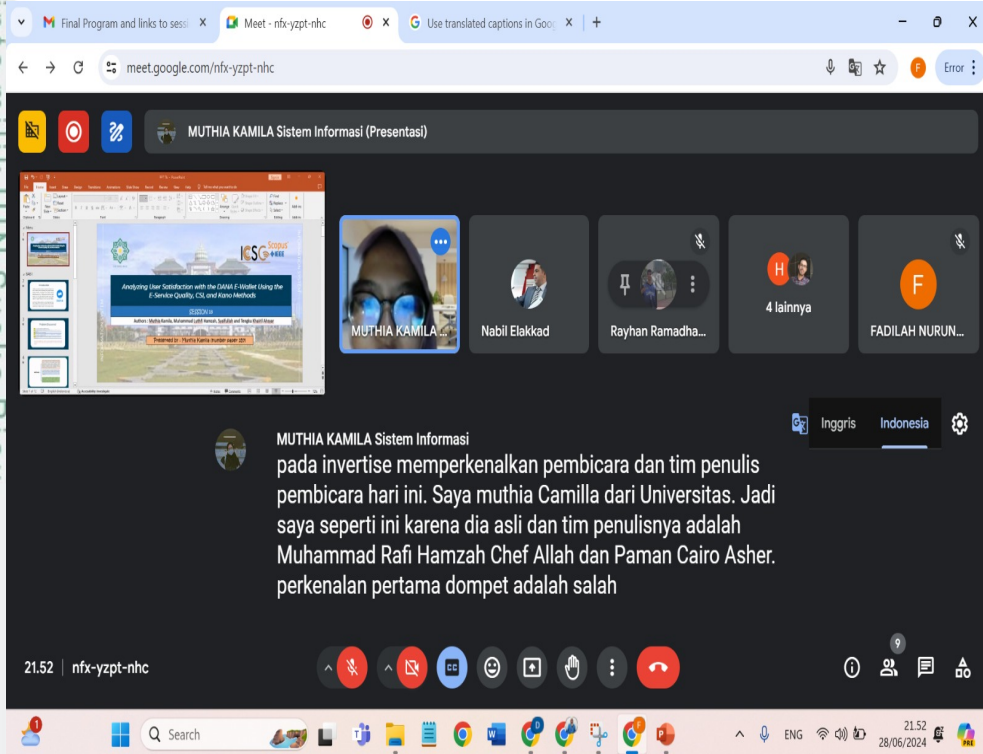 Final Program and links to sessi
Meet - nfx-yzpt-nhc
Use translated captions in Goog
meet.google.com/nfx-yzpt-nhc
F
Error
MUTHIA KAMILA Sistem Informasi (Presentasi)
ICSC Scopus
IEEE
Analyzing User Satisfaction with the DANA E-Wallet Using the
E-Service Quality, CSI, and Kano Methods
MUTHIA KAMILA ...
Nabil Elakkad
Rayhan Ramadha...
H
4 lainnya
F
FADILAH NURUN...
Inggris
Indonesia
MUTHIA KAMILA Sistem Informasi
pada invertise memperkenalkan pembicara dan tim penulis
pembicara hari ini. Saya muthia Camilla dari Universitas. Jadi
saya seperti ini karena dia asli dan tim penulisnya adalah
Muhammad Rafi Hamzah Chef Allah dan Paman Cairo Asher.
perkenalan pertama dompet adalah salah
21.52 | nfx-yzpt-nhc
9
1
Search
ENG
21.52
28/06/2024